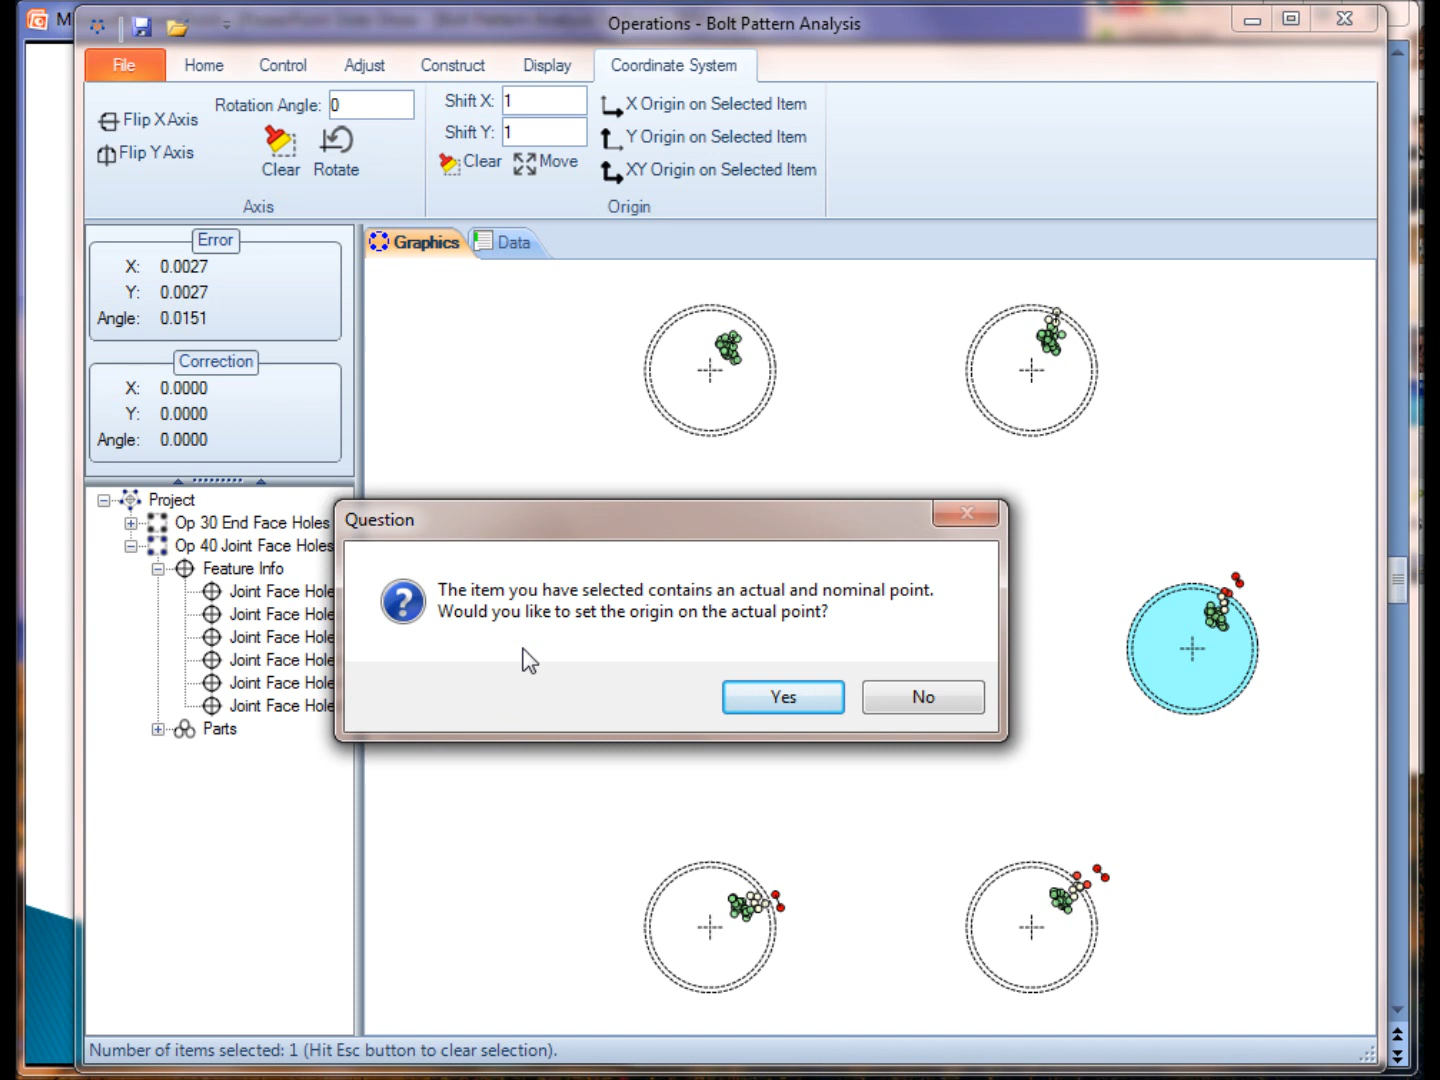 M
Operations - Bolt Pattern Analysis
File
Home
Control
Adjust
Construct
Display
Coordinate System
Flip X Axis
Flip Y Axis
Rotation Angle: 0
Clear
Rotate
Axis
Shift X: 1
Shift Y: 1
Clear
Move
X Origin on Selected Item
Y Origin on Selected Item
XY Origin on Selected Item
Origin
Error
X: 0.0027
Y: 0.0027
Angle: 0.0151
Correction
X: 0.0000
Y: 0.0000
Angle: 0.0000
Graphics
Data
Project
Op 30 End Face Holes
Op 40 Joint Face Holes
Feature Info
Joint Face Hole
Joint Face Hole
Joint Face Hole
Joint Face Hole
Joint Face Hole
Joint Face Hole
Parts
Question
The item you have selected contains an actual and nominal point.
Would you like to set the origin on the actual point?
Yes
No
Number of items selected: 1 (Hit Esc button to clear selection).